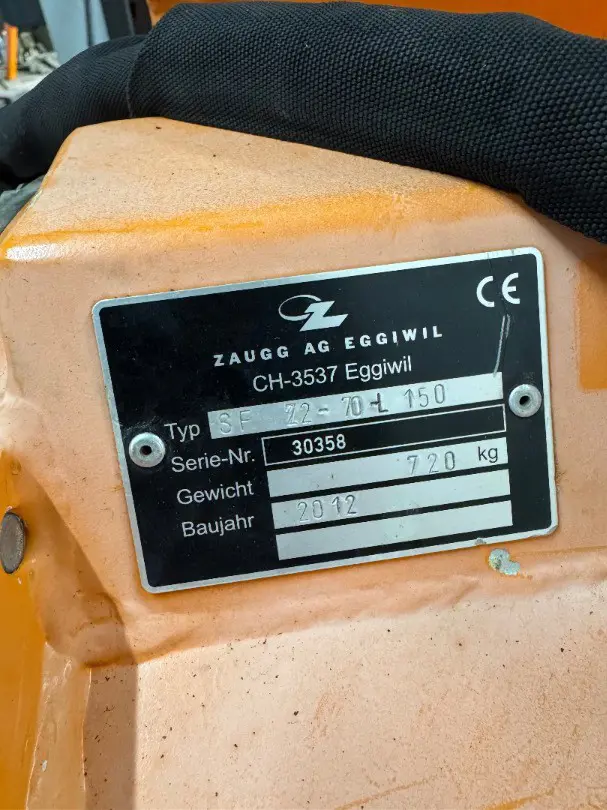 CE
ZAUGG AG EGGIWIL
CH-3537 Eggiwil
Typ SF 22-70-L 150
Serie-Nr. 30358
Gewicht 720 kg
Baujahr 2012